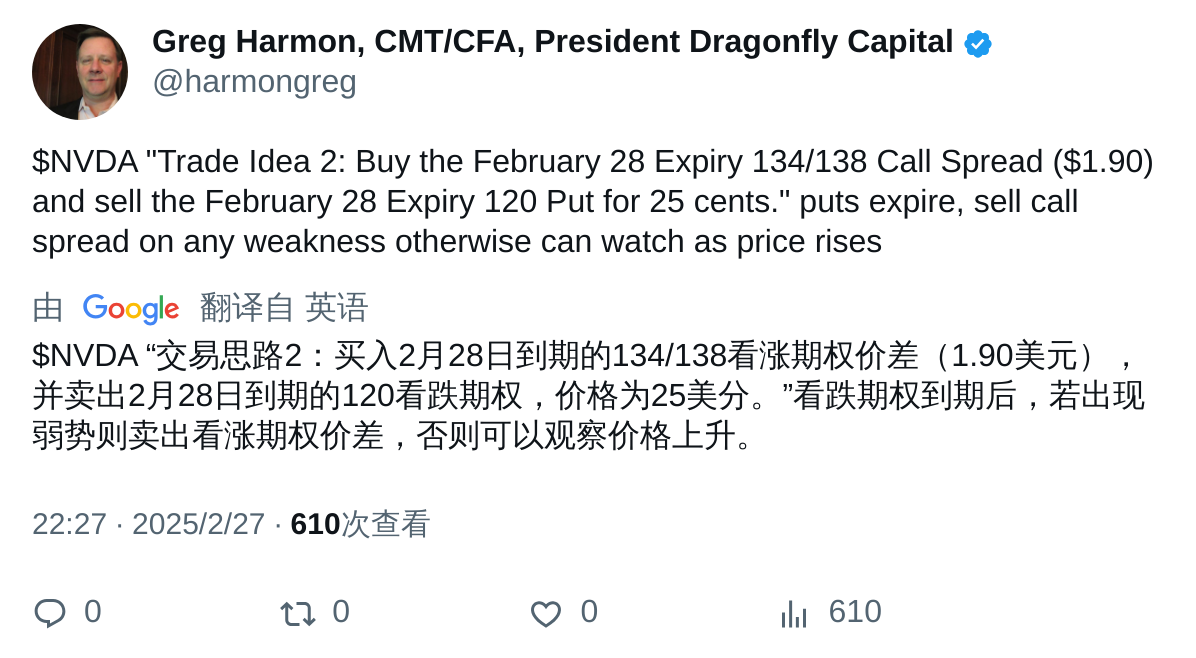 Greg Harmon, CMT/CFA, President Dragonfly Capital
@harmongreg
$NVDA "Trade Idea 2: Buy the February 28 Expiry 134/138 Call Spread ($1.90)
and sell the February 28 Expiry 120 Put for 25 cents." puts expire, sell call
spread on any weakness otherwise can watch as price rises
由 Google 翻译自 英语
$NVDA “交易思路2：买入2月28日到期的134/138看涨期权价差（1.90美元），
并卖出2月28日到期的120看跌期权，价格为25美分。”看跌期权到期后，若出现
弱势则卖出看涨期权价差，否则可以观察价格上升。
22:27 · 2025/2/27 · 610次查看
0 0 0 610